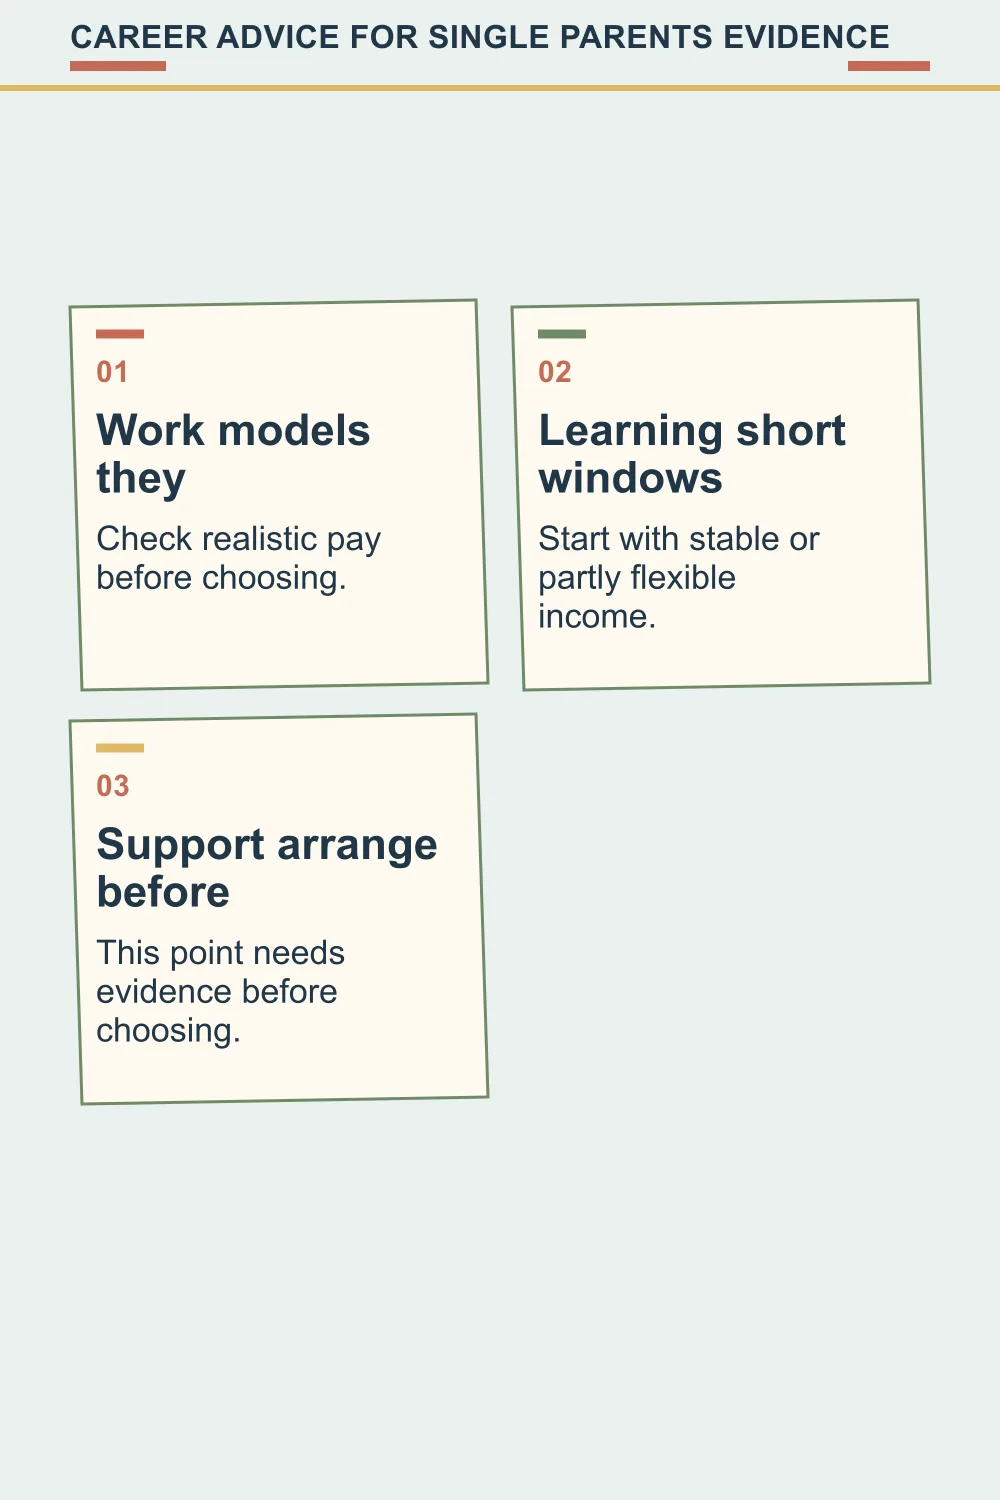 CAREER ADVICE FOR SINGLE PARENTS EVIDENCE
01
Work models
they
Check realistic pay
before choosing.
02
Learning short
windows
Start with stable or
partly flexible
income.
03
Support arrange
before
This point needs
evidence before
choosing.